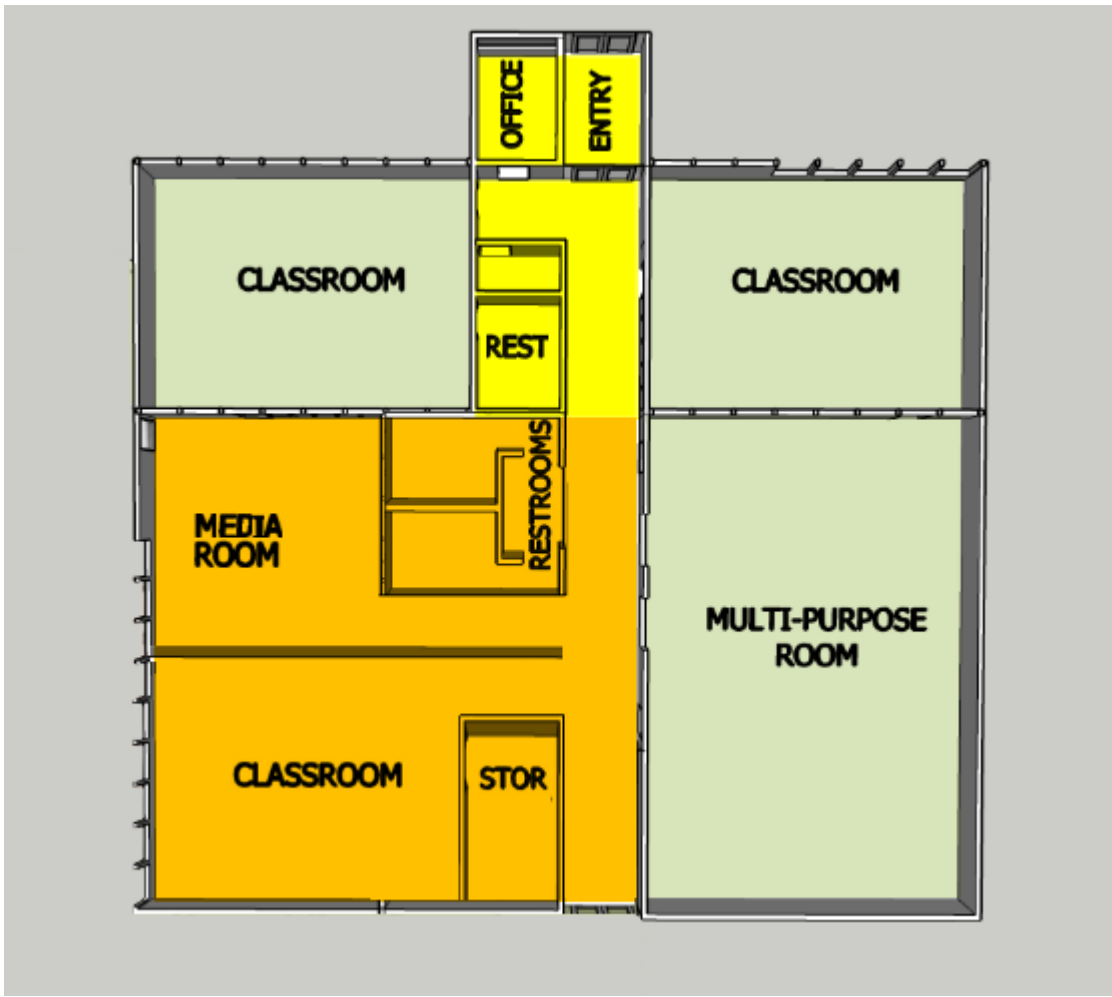 OFFICE
ENTRY
CLASSROOM
CLASSROOM
REST
RESTROOMS
MEDIA
ROOM
MULTI-PURPOSE
ROOM
CLASSROOM
STOR